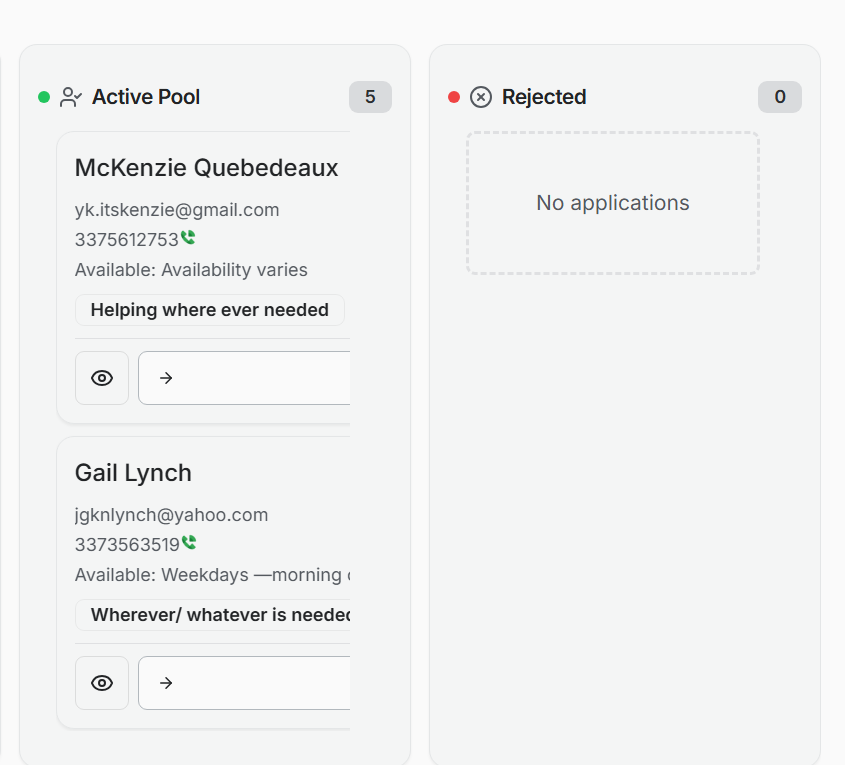 Active Pool 5
McKenzie Quebedeaux
yk.itskenzie@gmail.com
3375612753
Available: Availability varies
Helping where ever needed
Gail Lynch
jgknlynch@yahoo.com
3373563519
Available: Weekdays —morning
Wherever/ whatever is needed
Rejected 0
No applications